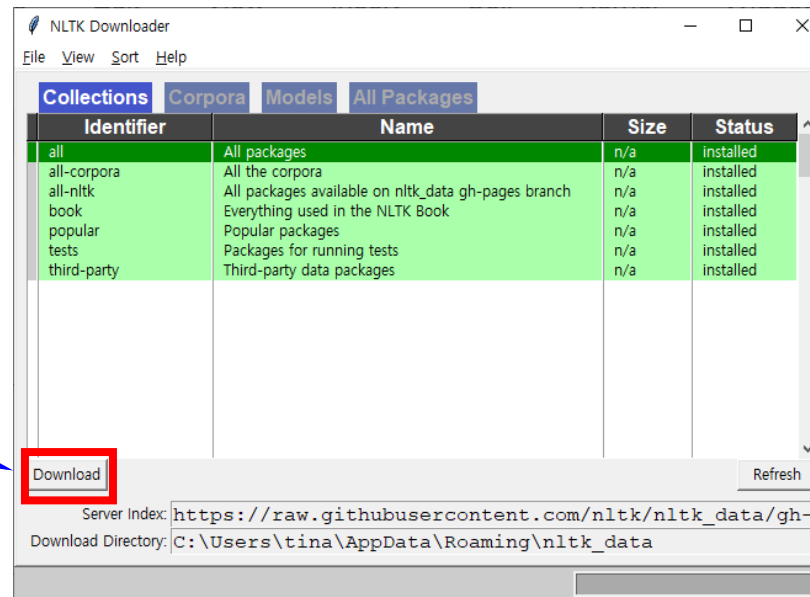 NLTK Downloader
File View Sort Help
Collections Corpora Models All Packages
Identifier Name Size Status
all All packages n/a installed
all-corpora All the corpora n/a installed
all-nltk All packages available on nltk_data gh-pages branch n/a installed
book Everything used in the NLTK Book n/a installed
popular Popular packages n/a installed
tests Packages for running tests n/a installed
third-party Third-party data packages n/a installed
Download Refresh
Server Index: https://raw.githubusercontent.com/nltk/nltk_data/gh-
Download Directory: C:\Users\tina\AppData\Roaming\nltk_data